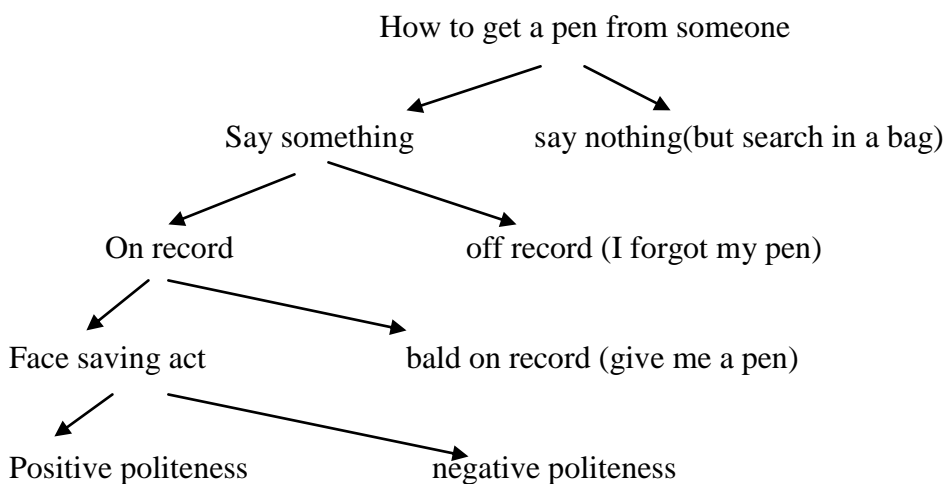 How to get a pen from someone
Say something say nothing(but search in a bag)
On record off record (I forgot my pen)
Face saving act bald on record (give me a pen)
Positive politeness negative politeness